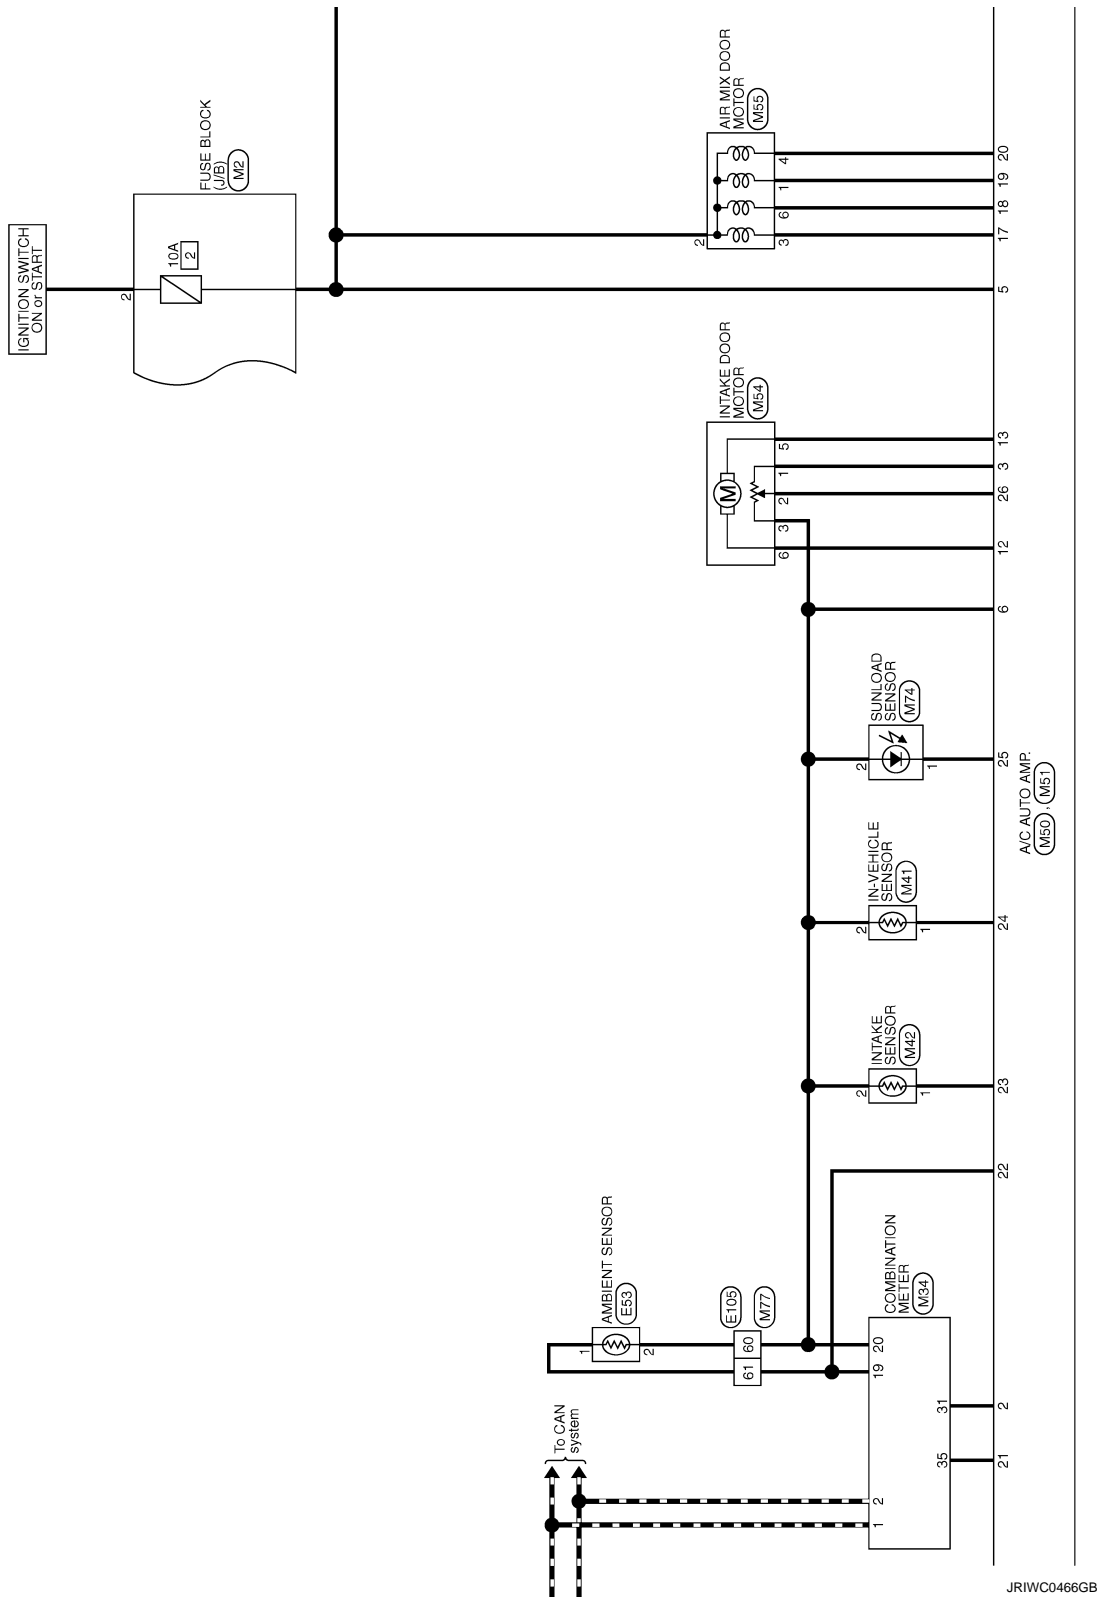 IGNITION SWITCH
ON or START
2
10A
2
FUSE BLOCK
(J/B)
M2
AIR MIX DOOR
MOTOR
M55
2
4
1
6
3
20
19
18
17
5
INTAKE DOOR
MOTOR
M54
M
5
1
2
3
6
13
3
26
12
6
SUNLOAD
SENSOR
M74
2
1
25
IN-VEHICLE
SENSOR
M41
2
1
24
INTAKE
SENSOR
M42
2
1
23
22
A/C AUTO AMP.
M50 , M51
AMBIENT SENSOR
E53
1
2
E105
M77
60
61
COMBINATION
METER
M34
20
19
31
35
2
1
2
21
To CAN
system
JRIWC0466GB